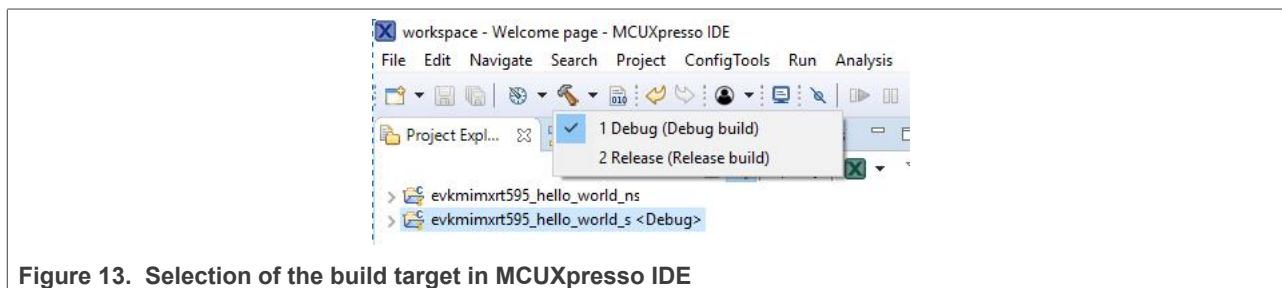 workspace - Welcome page - MCUXpresso IDE
File Edit Navigate Search Project ConfigTools Run Analysis
010
Project Expl...
1 Debug (Debug build)
2 Release (Release build)
evkmimxrt595_hello_world_ns
evkmimxrt595_hello_world_s <Debug>
Figure 13. Selection of the build target in MCUXpresso IDE